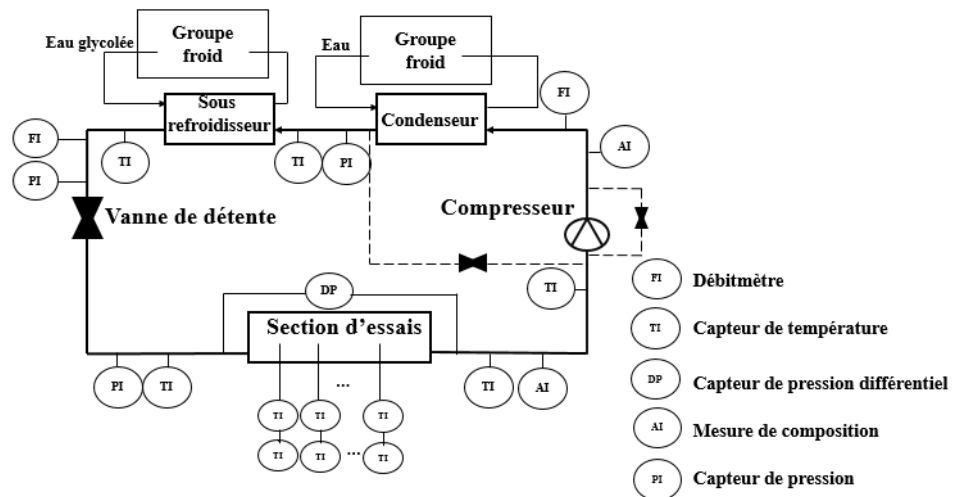 Eau glycolée
Groupe
froid
Eau
Groupe
froid
Sous
refroidisseur
Condenseur
FI
FI
TI
TI
PI
AI
PI
Vanne de détente
Compresseur
TI
DP
Section d'essais
PI
TI
TI
AI
...
TI
TI
TI
TI
TI
...
TI
FI
Débitmètre
TI
Capteur de température
DP
Capteur de pression différentiel
AI
Mesure de composition
PI
Capteur de pression